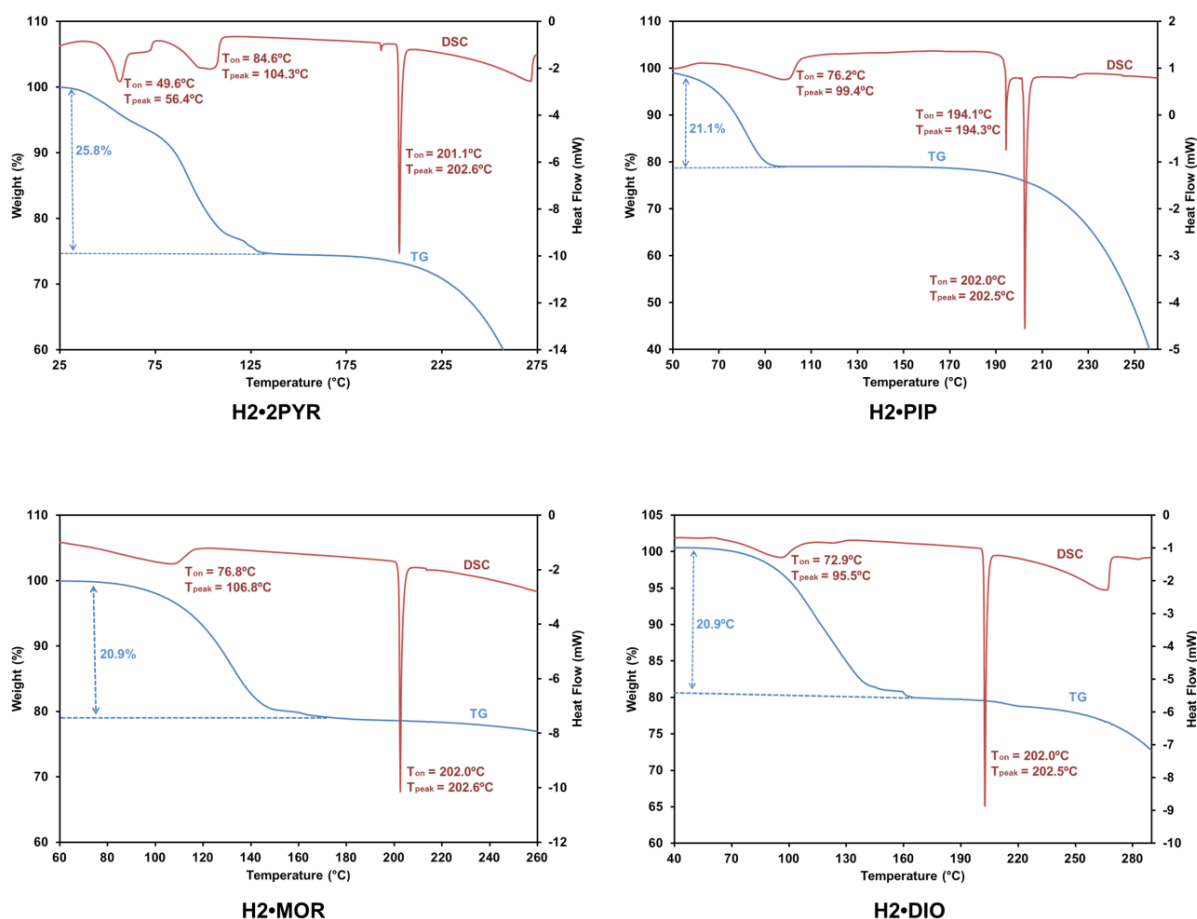 110
100
90
80
70
60
Weight (%)
25.8%
DSC
Ton = 49.6ºC
Tpeak = 56.4ºC
Ton = 84.6ºC
Tpeak = 104.3ºC
Ton = 201.1ºC
Tpeak = 202.6ºC
TG
0
-2
-4
-6
-8
-10
-12
-14
Heat Flow (mW)
25 75 125 175 225 275
Temperature (°C)
H2•2PYR
110
100
90
80
70
60
50
40
Weight (%)
21.1%
DSC
Ton = 76.2ºC
Tpeak = 99.4ºC
Ton = 194.1ºC
Tpeak = 194.3ºC
TG
Ton = 202.0ºC
Tpeak = 202.5ºC
2
1
0
-1
-2
-3
-4
-5
Heat Flow (mW)
50 70 90 110 130 150 170 190 210 230 250
Temperature (°C)
H2•PIP
110
100
90
80
70
60
Weight (%)
20.9%
DSC
Ton = 76.8ºC
Tpeak = 106.8ºC
TG
Ton = 202.0ºC
Tpeak = 202.6ºC
0
-2
-4
-6
-8
-10
-12
Heat Flow (mW)
60 80 100 120 140 160 180 200 220 240 260
Temperature (°C)
H2•MOR
105
100
95
90
85
80
75
70
65
60
Weight (%)
20.9ºC
DSC
Ton = 72.9ºC
Tpeak = 95.5ºC
TG
Ton = 202.0ºC
Tpeak = 202.5ºC
0
-1
-2
-3
-4
-5
-6
-7
-8
-9
-10
Heat Flow (mW)
40 70 100 130 160 190 220 250 280
Temperature (°C)
H2•DIO